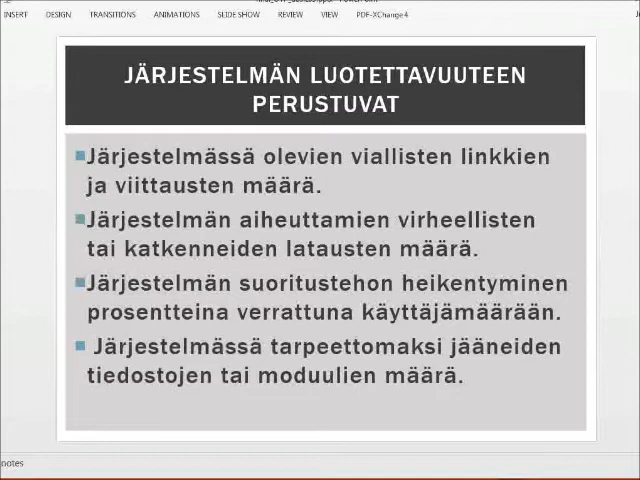 INSERT DESIGN TRANSITIONS ANIMATIONS SLIDE SHOW REVIEW VIEW PDF-XChange 4
JÄRJESTELMÄN LUOTETTAVUUTEEN
PERUSTUVAT
Järjestelmässä olevien viallisten linkkien
ja viittausten määrä.
Järjestelmän aiheuttamien virheellisten
tai katkenneiden latausten määrä.
Järjestelmän suoritustehon heikentyminen
prosentteina verrattuna käyttäjämäärään.
Järjestelmässä tarpeettomaksi jääneiden
tiedostojen tai moduulien määrä.
notes